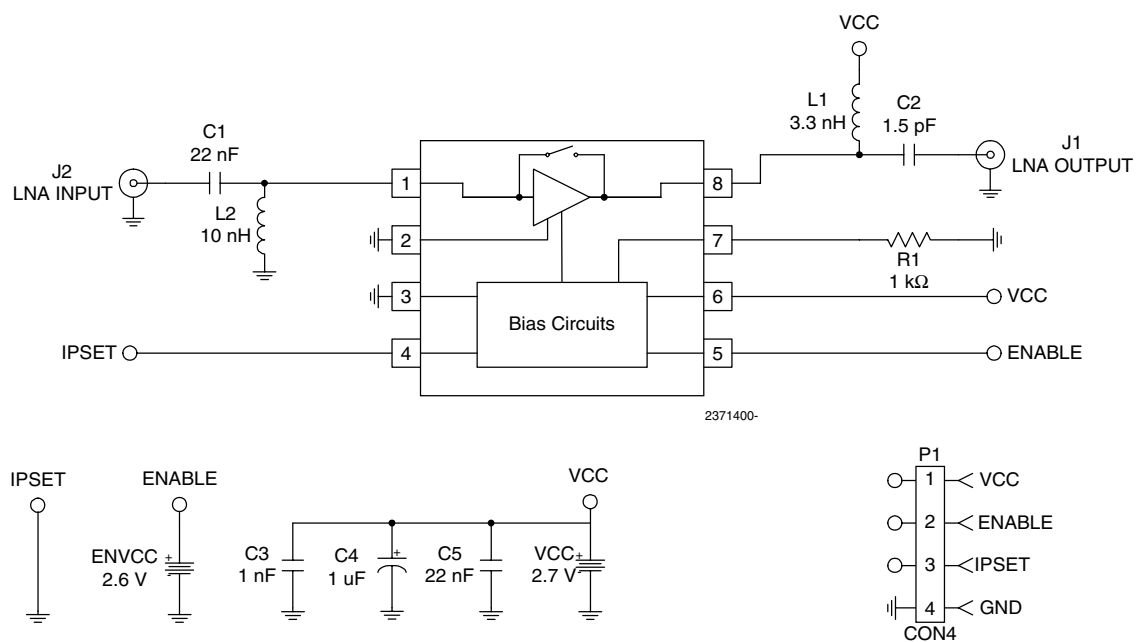 VCC
L1
3.3 nH
C2
1.5 pF
J1
LNA OUTPUT
C1
22 nF
J2
LNA INPUT
L2
10 nH
1
8
2
7
R1
1 kΩ
3
6
VCC
Bias Circuits
IPSET
4
5
ENABLE
2371400-
IPSET
ENABLE
VCC
P1
1
VCC
2
ENABLE
3
IPSET
4
GND
CON4
ENVCC
+
-
2.6 V
C3
1 nF
C4
1 uF
+
C5
22 nF
VCC
+
-
2.7 V